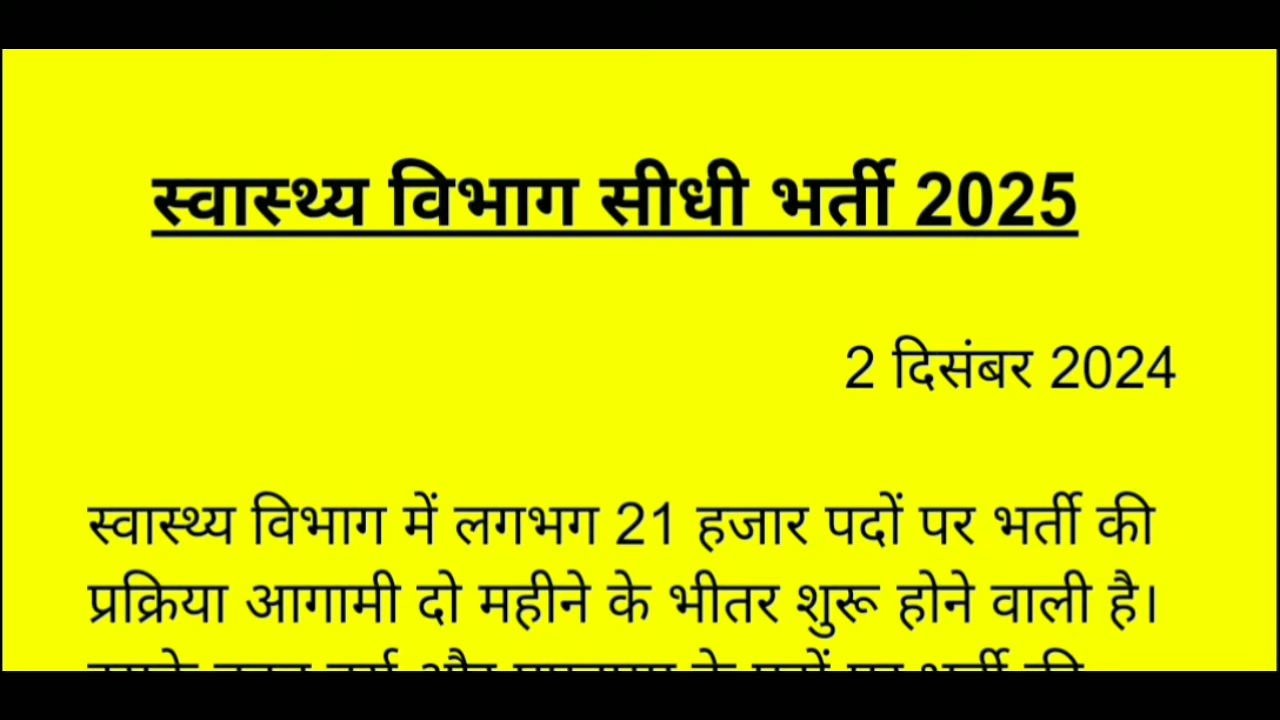 स्वास्थ्य विभाग सीधी भर्ती 2025
2 दिसंबर 2024
स्वास्थ्य विभाग में लगभग 21 हजार पदों पर भर्ती की
प्रक्रिया आगामी दो महीने के भीतर शुरू होने वाली है।